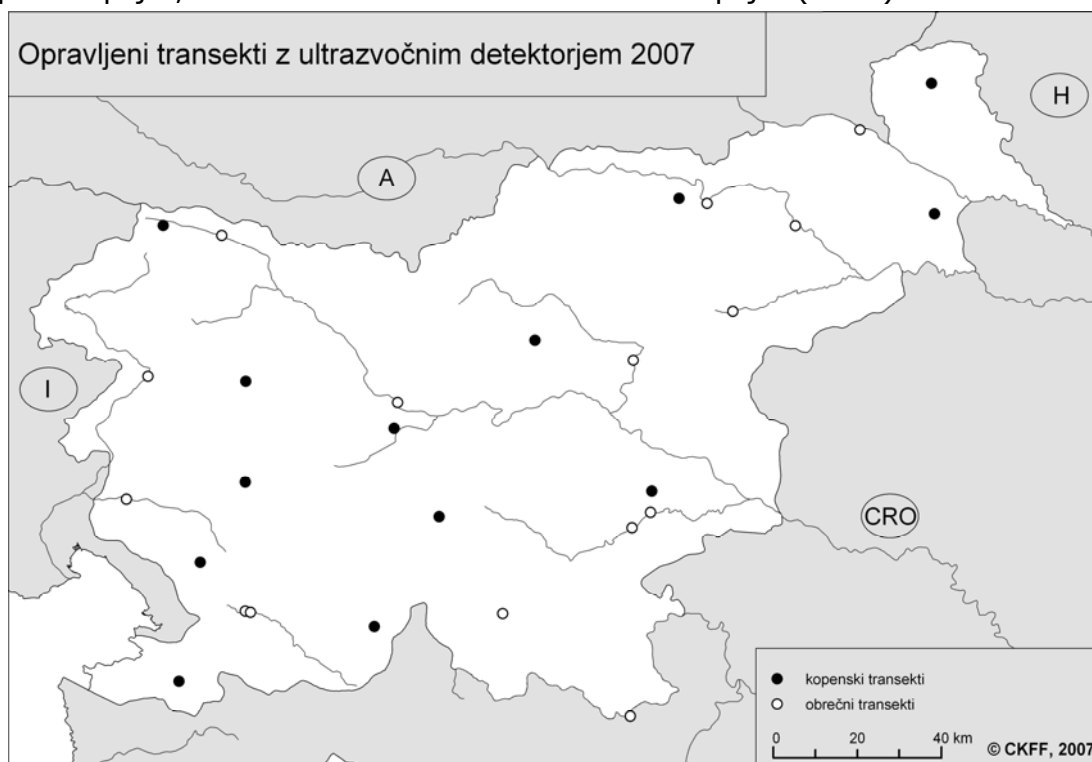 Opravljeni transekti z ultrazvočnim detektorjem 2007
H
A
I
CRO
kopenski transekti
obrečni transekti
0 20 40 km
© CKFF, 2007